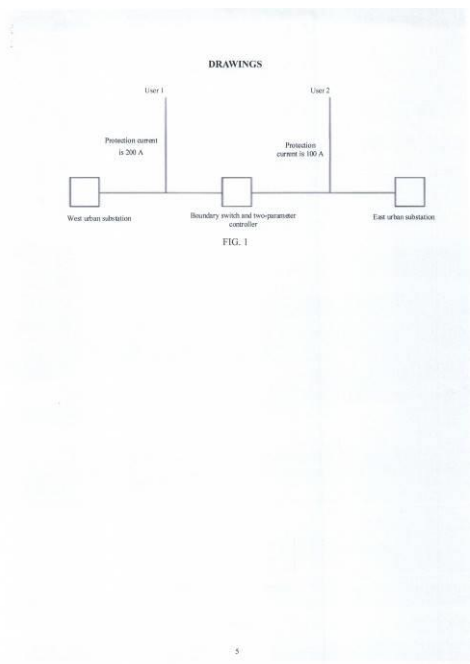 DRAWINGS
User 1
User 2
Protection current
is 200 A
Protection
current is 100 A
West urban substation
Boundary switch and two-parameter
controller
East urban substation
FIG. 1
5